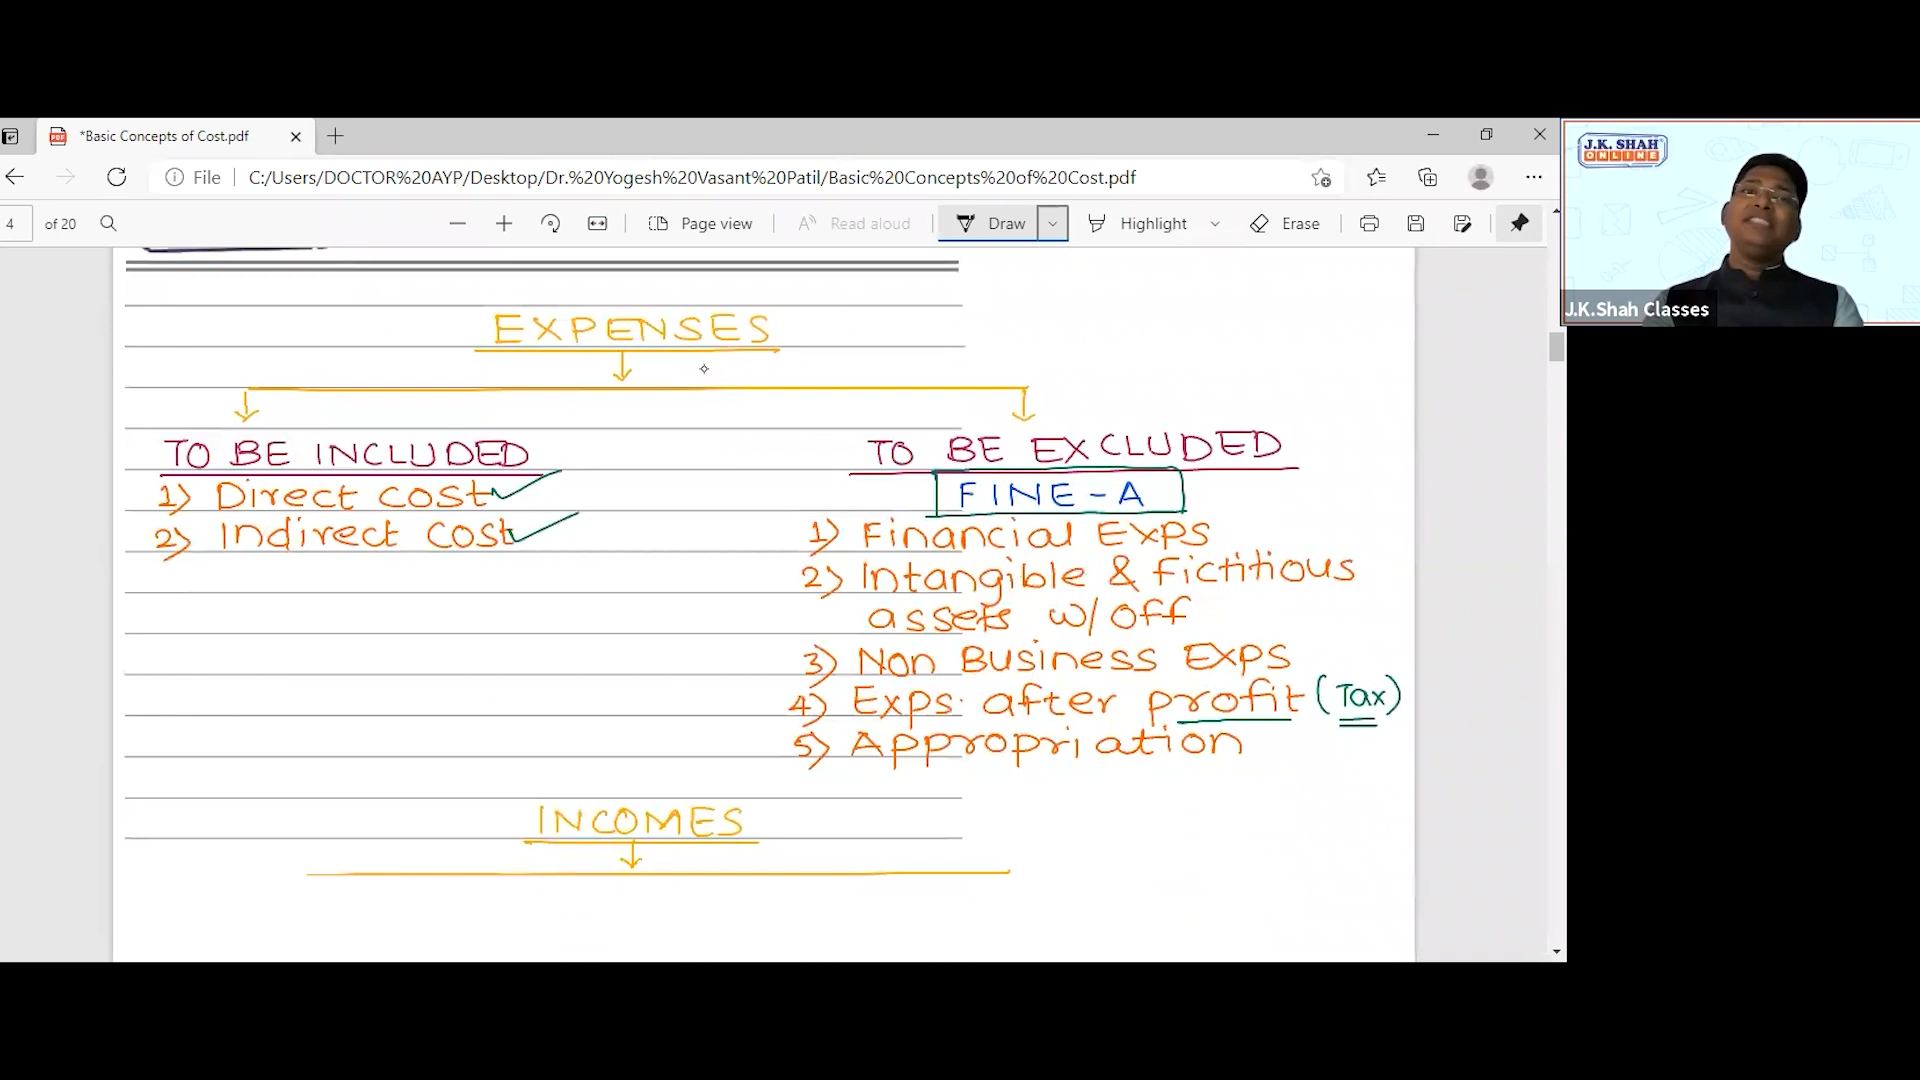 *Basic Concepts of Cost.pdf
File C:/Users/DOCTOR%20AYP/Desktop/Dr.%20Yogesh%20Vasant%20Patil/Basic%20Concepts%20of%20Cost.pdf
4 of 20 Page view Read aloud Draw Highlight Erase
J.K. SHAH
ONLINE
J.K.Shah Classes
EXPENSES
TO BE INCLUDED
1) Direct cost
2) Indirect cost
TO BE EXCLUDED
FINE-A
1) Financial Exps
2) Intangible & fictitious
assets w/off
3) Non Business Exps
4) Exps. after profit (Tax)
5) Appropriation
INCOMES